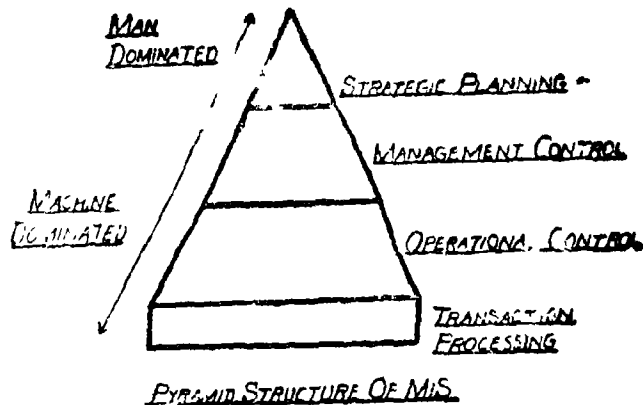 MAN
DOMINATED
STRATEGIC PLANNING
MANAGEMENT CONTROL
MACHINE
DOMINATED
OPERATIONAL CONTROL
TRANSACTION
PROCESSING
PYRAMID STRUCTURE OF MIS